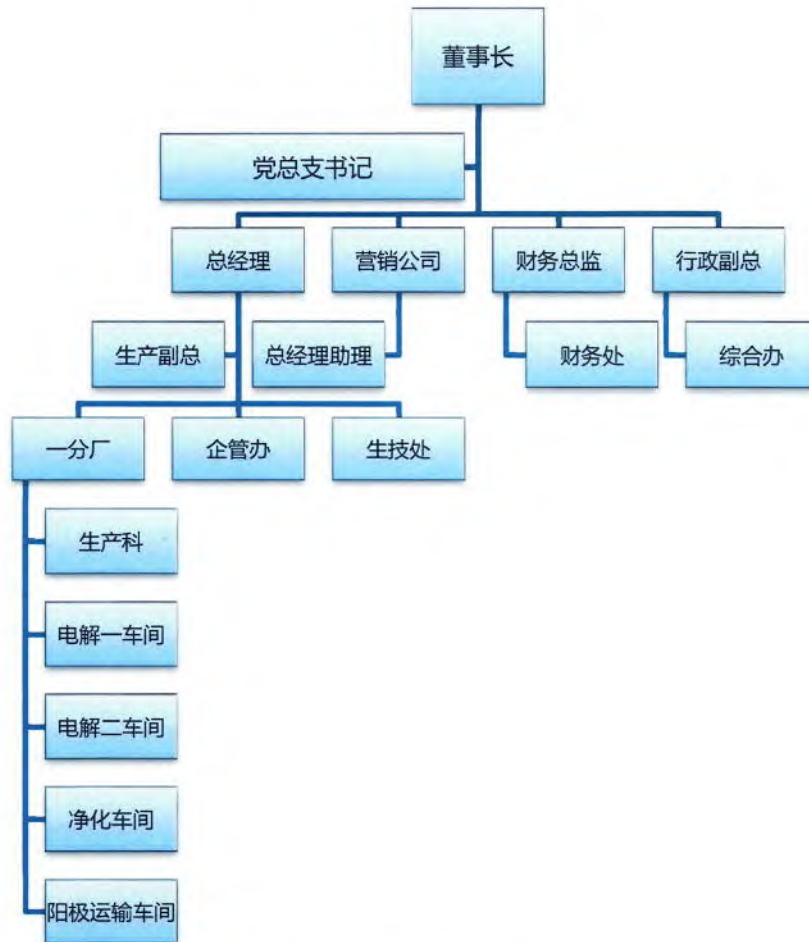 董事长
党总支书记
总经理
营销公司
财务总监
行政副总
生产副总
总经理助理
财务处
综合办
一分厂
企管办
生技处
生产科
电解一车间
电解二车间
净化车间
阳极运输车间